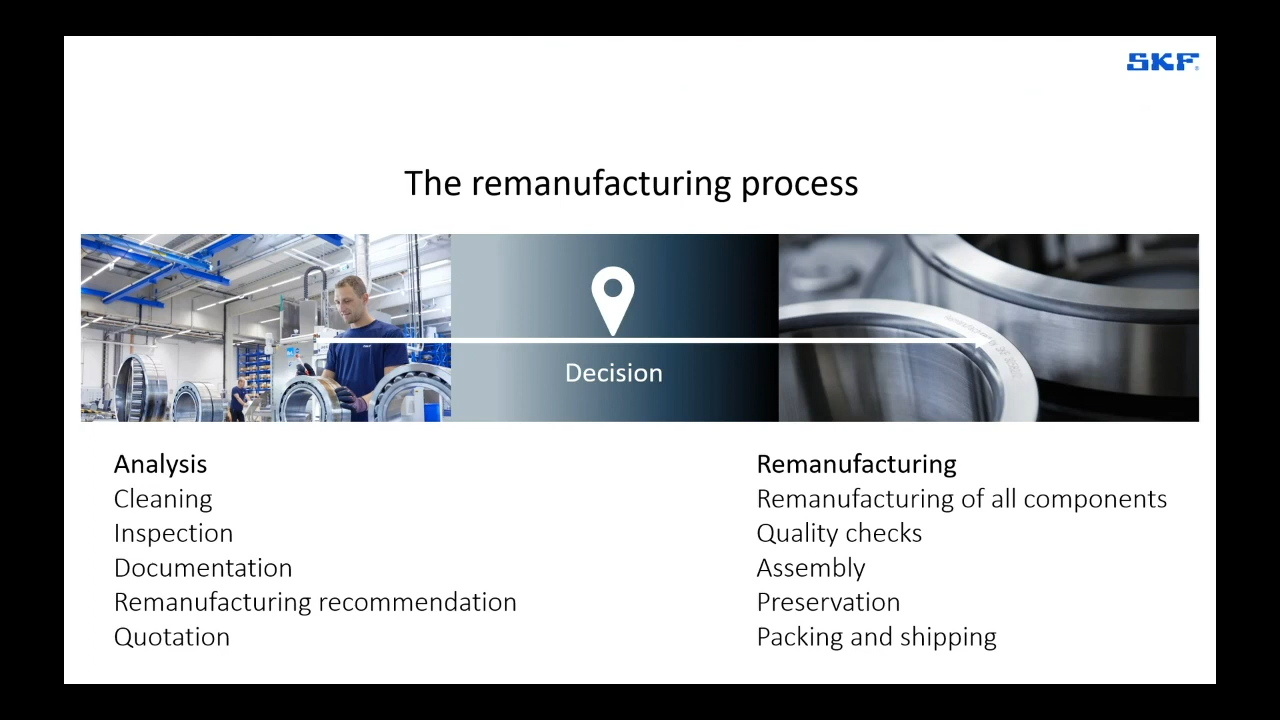 SKF
The remanufacturing process
Decision
Analysis
Cleaning
Inspection
Documentation
Remanufacturing recommendation
Quotation
Remanufacturing
Remanufacturing of all components
Quality checks
Assembly
Preservation
Packing and shipping